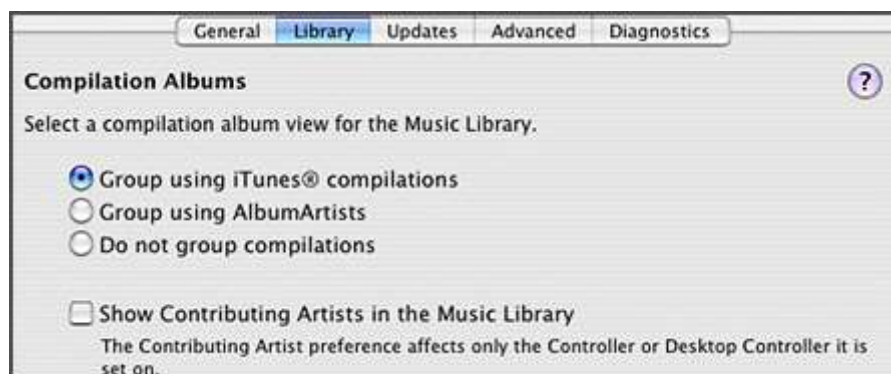 General Library Updates Advanced Diagnostics
Compilation Albums ?
Select a compilation album view for the Music Library.
Group using iTunes® compilations
Group using AlbumArtists
Do not group compilations
Show Contributing Artists in the Music Library
The Contributing Artist preference affects only the Controller or Desktop Controller it is
set on.